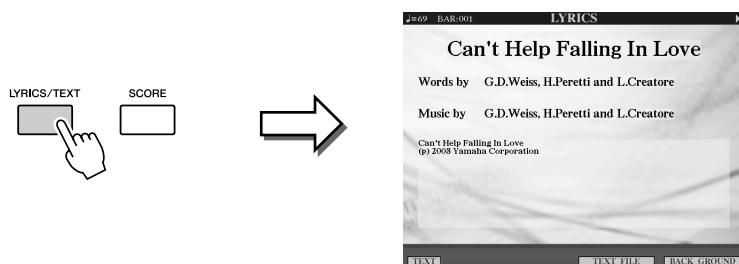 LYRICS/TEXT SCORE
♩=69 BAR:001 LYRICS
Can't Help Falling In Love
Words by G.D.Weiss, H.Peretti and L.Creatore
Music by G.D.Weiss, H.Peretti and L.Creatore
Can't Help Falling In Love
(p) 2003 Yamaha Corporation
TEXT TEXT FILE BACK GROUND